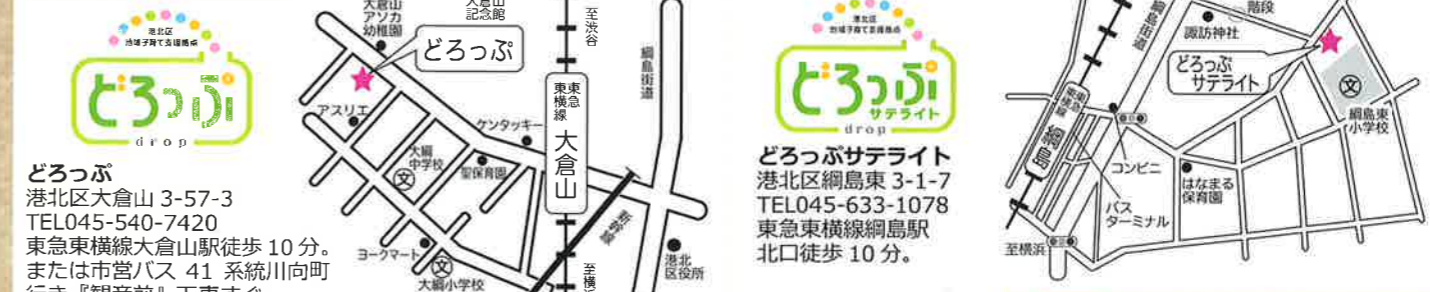 港北区
地域子育て支援拠点
どろっぷ
drop
どろっぷ
港北区大倉山 3-57-3
TEL045-540-7420
東急東横線大倉山駅徒歩 10 分。
または市営バス 41 系統川向町
大倉山
アソカ
幼稚園
大倉山
記念館
至渋谷
どろっぷ
アスリエ
ケンタッキー
大綱
中学校
文
聖保育園
ヨークマート
文
大綱小学校
東急
東横線
大倉山
綱島街道
新幹線
港北
区役所
至横浜
港北区
地域子育て支援拠点
どろっぷ
サテライト
drop
どろっぷサテライト
港北区綱島東 3-1-7
TEL045-633-1078
東急東横線綱島駅
北口徒歩 10 分。
綱島街道
階段
諏訪神社
どろっぷ
サテライト
文
綱島東
小学校
東急
東横線
綱島
コンビニ
はなまる
保育園
バス
ターミナル
至横浜